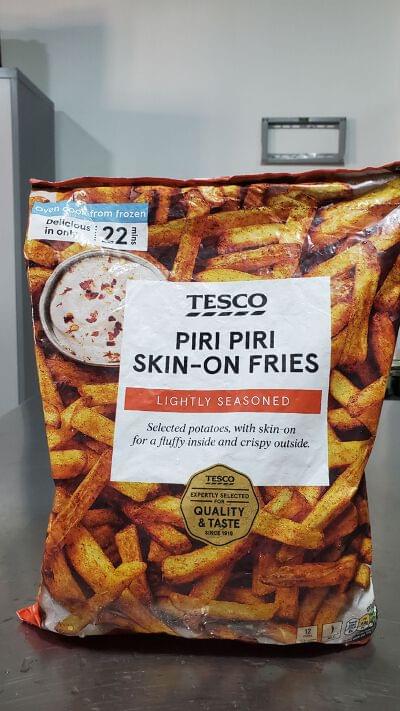 Oven cook from frozen
Delicious
in only
22
mins
TESCO
PIRI PIRI
SKIN-ON FRIES
LIGHTLY SEASONED
Selected potatoes, with skin-on
for a fluffy inside and crispy outside.
TESCO
EXPERTLY SELECTED
FOR
QUALITY
& TASTE
SINCE 1919